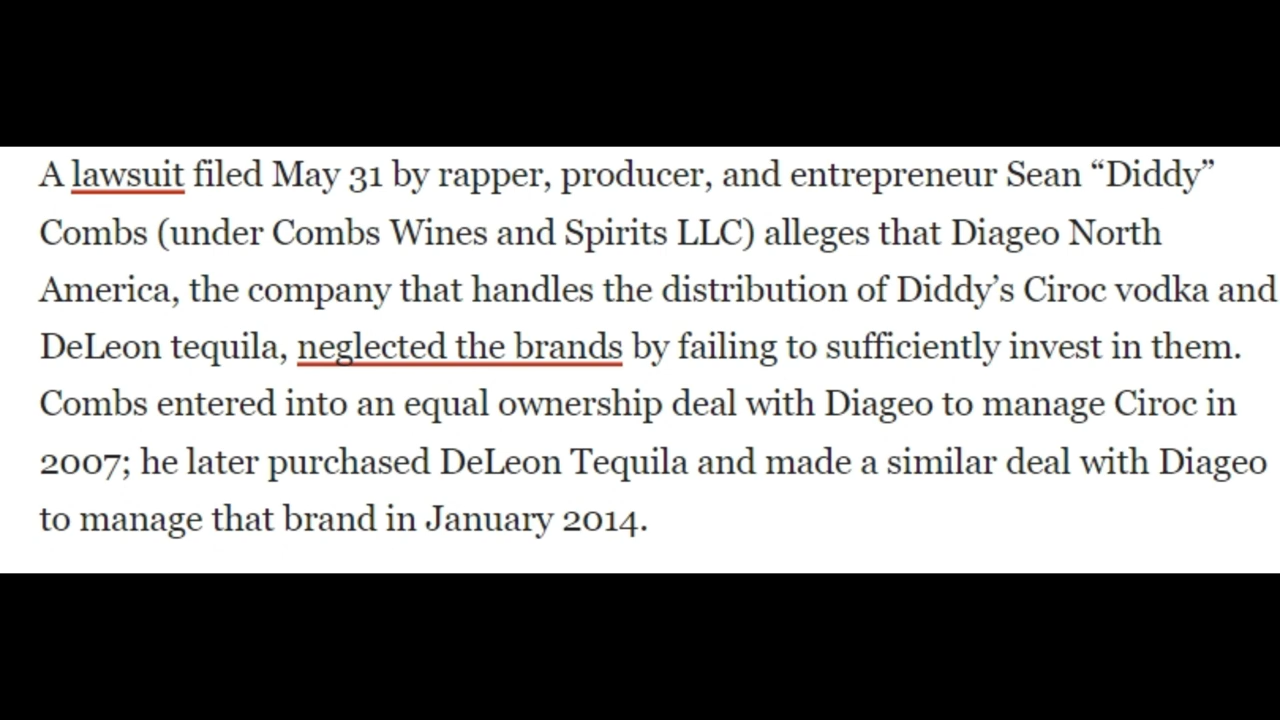 A lawsuit filed May 31 by rapper, producer, and entrepreneur Sean “Diddy”
Combs (under Combs Wines and Spirits LLC) alleges that Diageo North
America, the company that handles the distribution of Diddy’s Ciroc vodka and
DeLeon tequila, neglected the brands by failing to sufficiently invest in them.
Combs entered into an equal ownership deal with Diageo to manage Ciroc in
2007; he later purchased DeLeon Tequila and made a similar deal with Diageo
to manage that brand in January 2014.